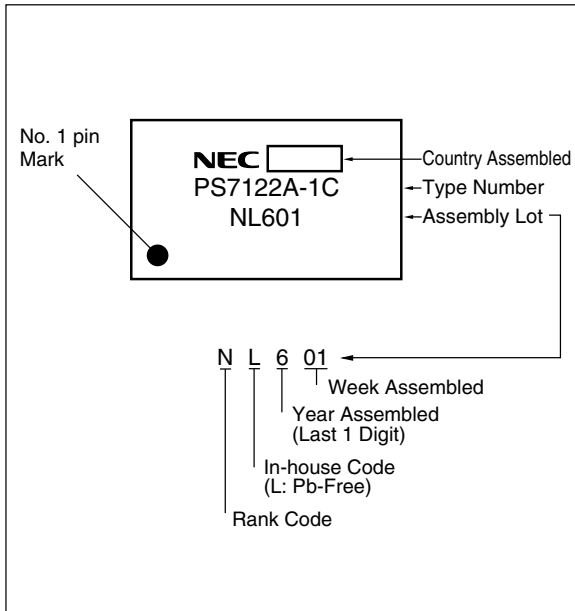 No. 1 pin
Mark
NEC
Country Assembled
PS7122A-1C
Type Number
NL601
Assembly Lot
N L 6 01
Week Assembled
Year Assembled
(Last 1 Digit)
In-house Code
(L: Pb-Free)
Rank Code